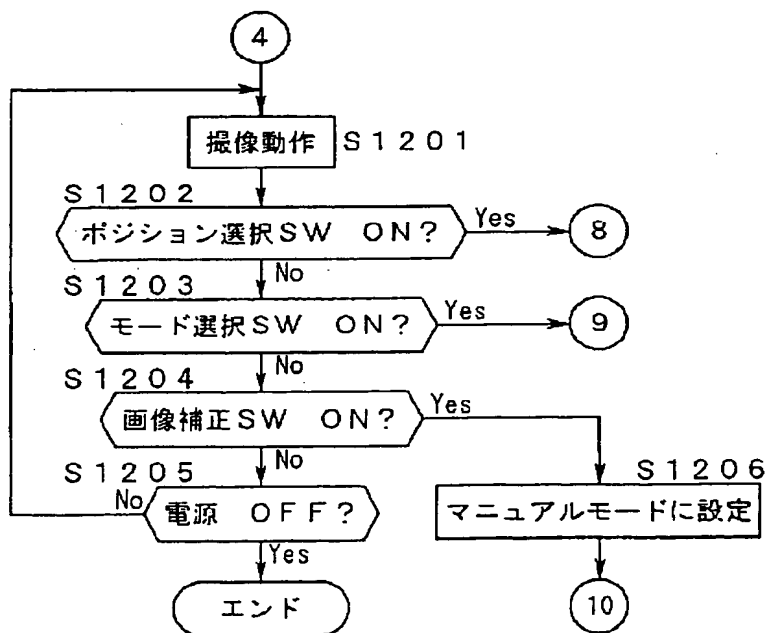 4
撮像動作 S1201
S1202
ポジション選択SW ON? Yes 8
No
S1203
モード選択SW ON? Yes 9
No
S1204
画像補正SW ON? Yes
No
S1205 S1206
No 電源 OFF? マニュアルモードに設定
Yes
エンド 10